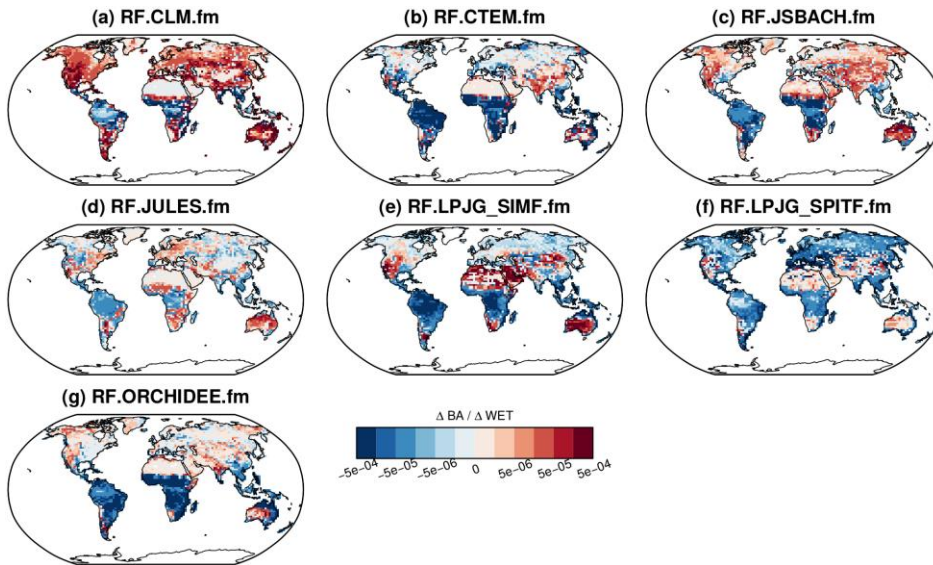 (a) RF.CLM.fm
(b) RF.CTEM.fm
(c) RF.JSBACH.fm
(d) RF.JULES.fm
(e) RF.LPJG_SIMF.fm
(f) RF.LPJG_SPITF.fm
(g) RF.ORCHIDEE.fm
Δ BA / Δ WET
−5e−04 −5e−05 −5e−06 0 5e−06 5e−05 5e−04